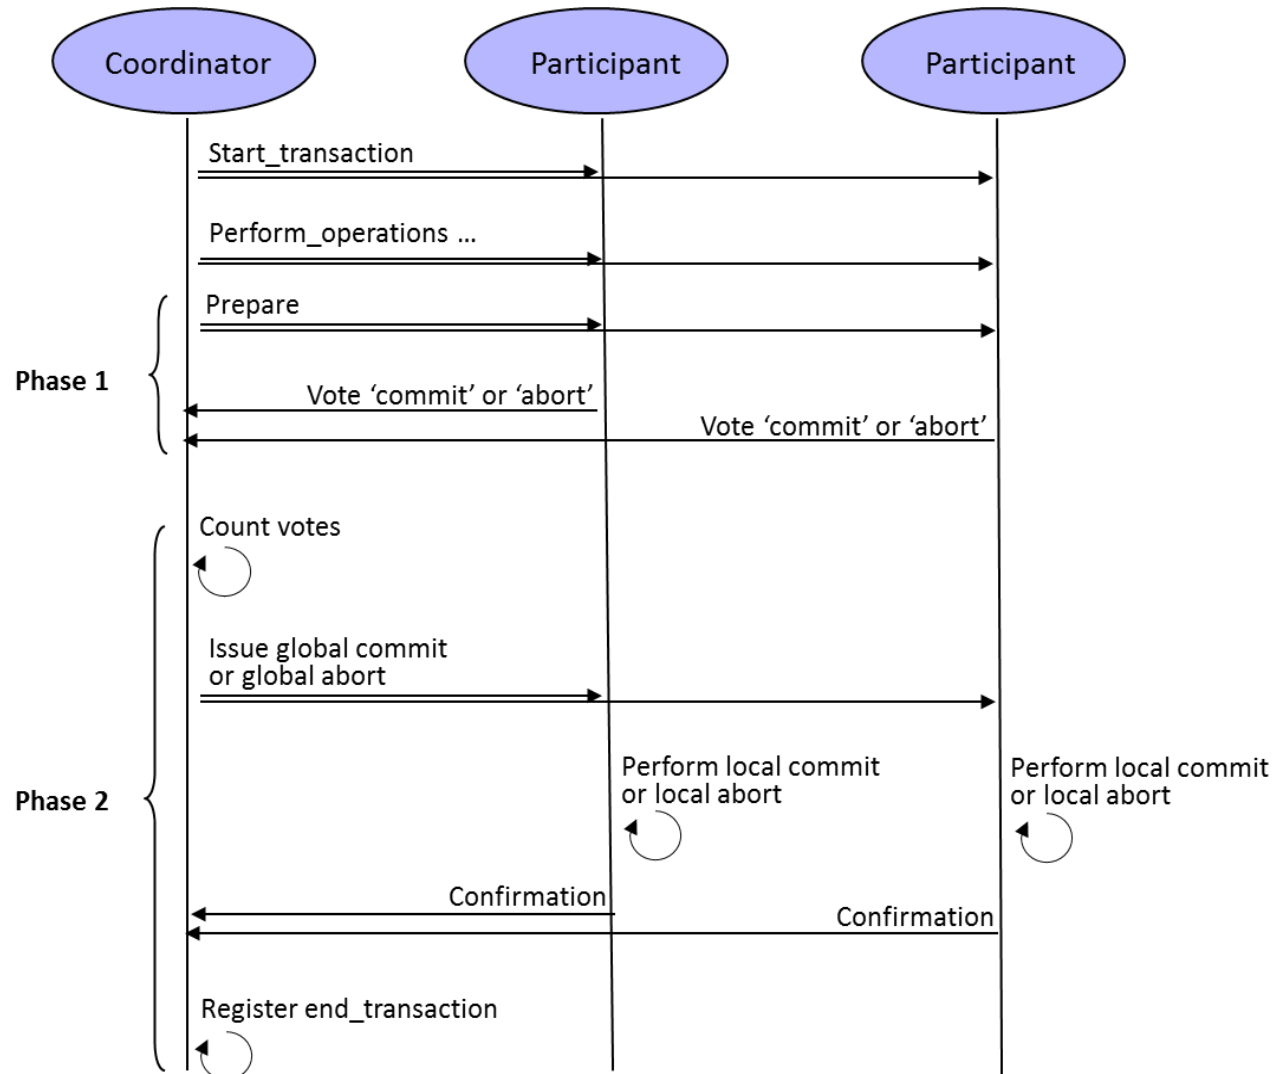 Coordinator
Participant
Participant
Start_transaction
Perform_operations ...
Prepare
Phase 1
Vote ‘commit’ or ‘abort’
Vote ‘commit’ or ‘abort’
Count votes
Issue global commit
or global abort
Perform local commit
or local abort
Perform local commit
or local abort
Phase 2
Confirmation
Confirmation
Register end_transaction